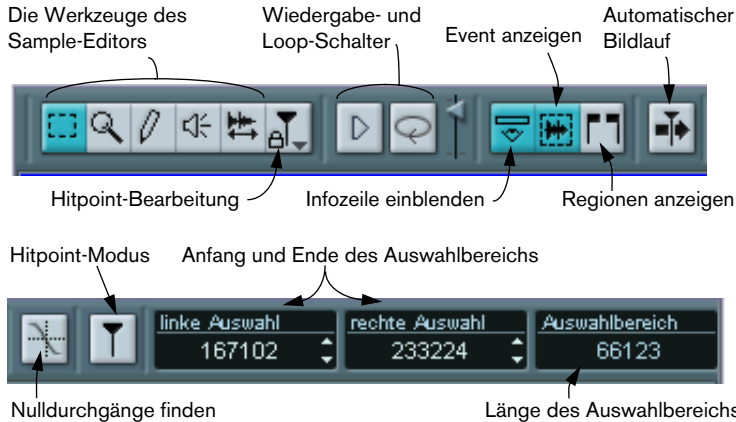 Die Werkzeuge des
Sample-Editors
Wiedergabe- und
Loop-Schalter
Event anzeigen
Automatischer
Bildlauf
Hitpoint-Bearbeitung
Infozeile einblenden
Regionen anzeigen
Hitpoint-Modus
Anfang und Ende des Auswahlbereichs
linke Auswahl
167102
rechte Auswahl
233224
Auswahlbereich
66123
Nulldurchgänge finden
Länge des Auswahlbereichs